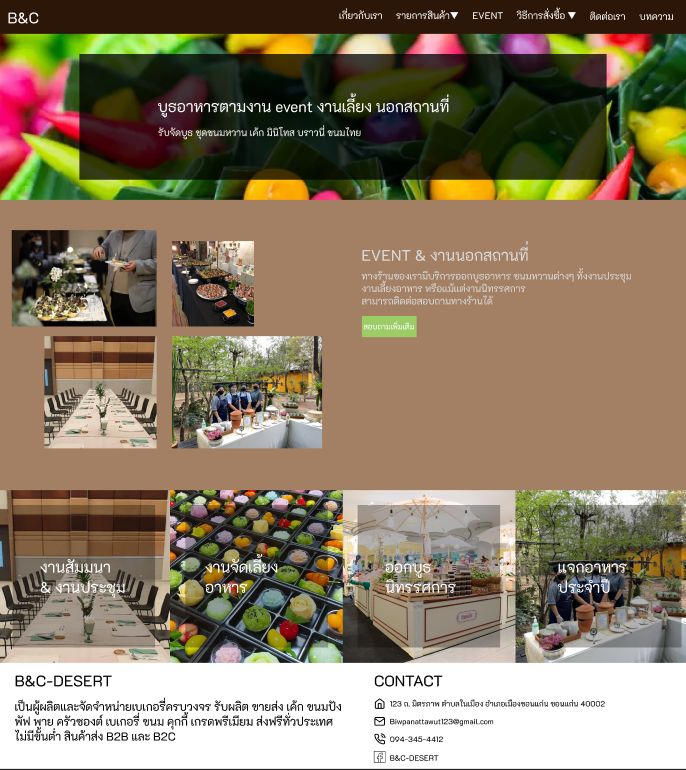 B&C
เกี่ยวกับเรา รายการสินค้า▼ EVENT วิธีการสั่งซื้อ ▼ ติดต่อเรา บทความ
บูธอาหารตามงาน event งานเลี้ยง นอกสถานที่
รับจัดบูธ ชุดขนมหวาน เค้ก มินิโทส บราวนี่ ขนมไทย
EVENT & งานนอกสถานที่
ทางร้านของเรามีบริการออกบูธอาหาร ขนมหวานต่างๆ ทั้งงานประชุม
งานเลี้ยงอาหาร หรือแม้แต่งานนิทรรศการ
สามารถติดต่อสอบถามทางร้านได้
สอบถามเพิ่มเติม
งานสัมมนา
& งานประชุม
งานจัดเลี้ยง
อาหาร
ออกบูธ
นิทรรศการ
แจกอาหาร
ประจำปี
B&C-DESERT
เป็นผู้ผลิตและจัดจำหน่ายเบเกอรี่ครบวงจร รับผลิต ขายส่ง เค้ก ขนมปัง
พัฟ พาย ครัวซองต์ เบเกอรี่ ขนม คุกกี้ เกรดพรีเมียม ส่งฟรีทั่วประเทศ
ไม่มีขั้นต่ำ สินค้าส่ง B2B และ B2C
CONTACT
123 ถ. มิตรภาพ ตำบลในเมือง อำเภอเมืองขอนแก่น ขอนแก่น 40002
Biwpanattawut123@gmail.com
094-345-4412
B&C-DESERT